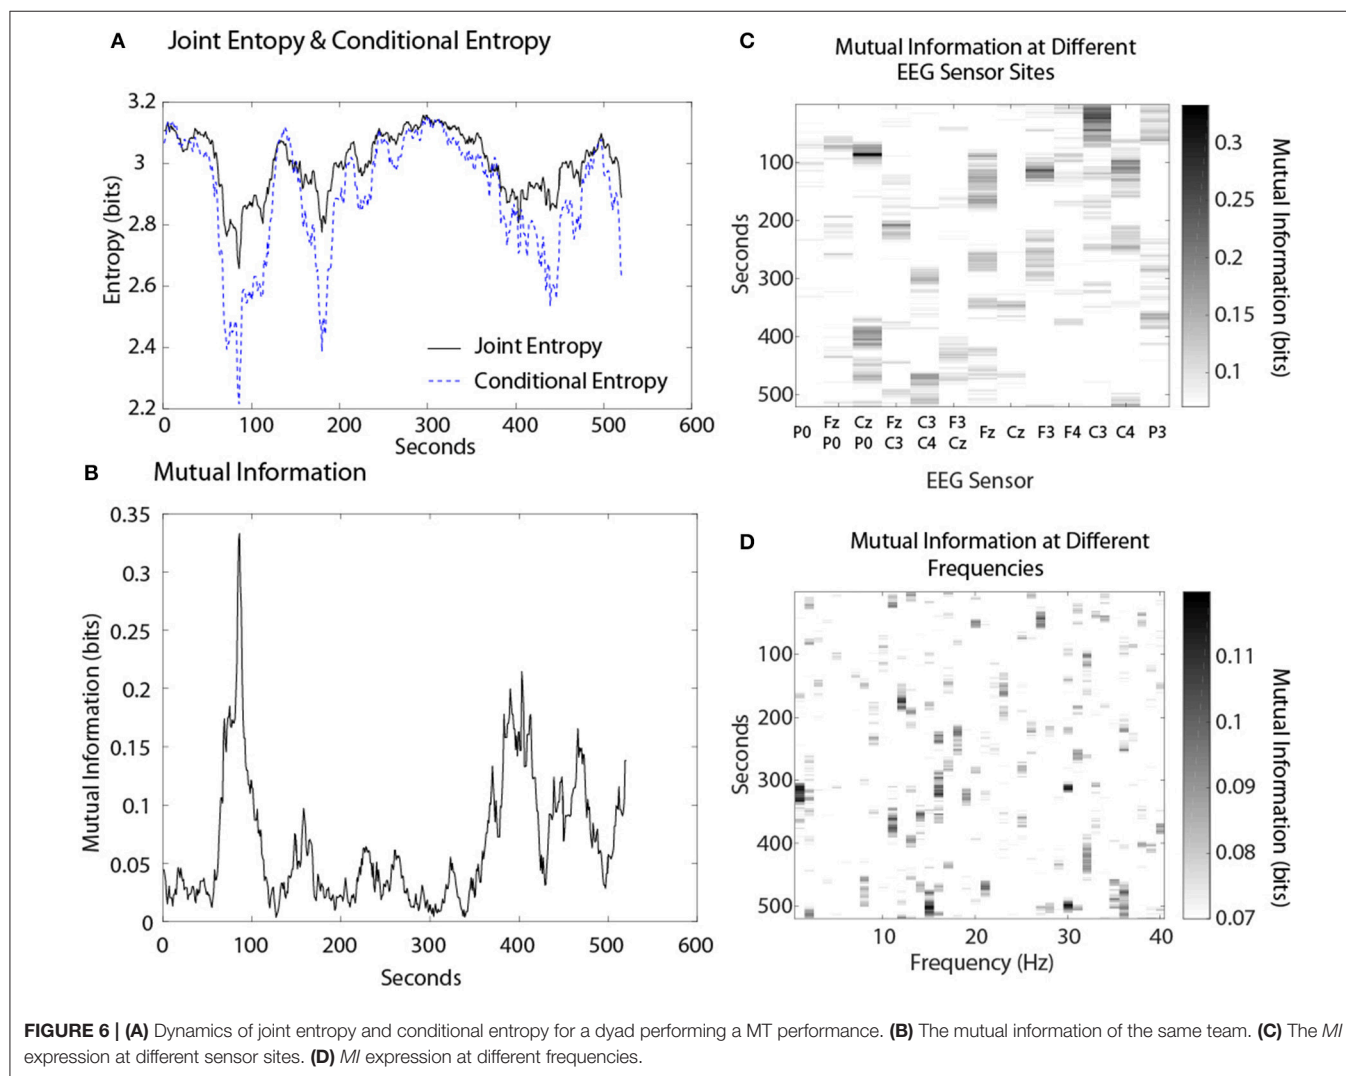 A Joint Entopy & Conditional Entropy
3.2
3
2.8
2.6
2.4
2.2
Entropy (bits)
Joint Entropy
Conditional Entropy
0 100 200 300 400 500 600
Seconds
B Mutual Information
0.35
0.3
0.25
0.2
0.15
0.1
0.05
0
Mutual Information (bits)
0 100 200 300 400 500 600
Seconds
C Mutual Information at Different
EEG Sensor Sites
100
200
300
400
500
Seconds
P0 Fz Cz Fz C3 F3 Fz Cz F3 F4 C3 C4 P3
P0 P0 C3 C4 Cz
EEG Sensor
0.3
0.25
0.2
0.15
0.1
Mutual Information (bits)
D Mutual Information at Different
Frequencies
100
200
300
400
500
Seconds
10 20 30 40
Frequency (Hz)
0.11
0.1
0.09
0.08
0.07
Mutual Information (bits)
FIGURE 6 | (A) Dynamics of joint entropy and conditional entropy for a dyad performing a MT performance. (B) The mutual information of the same team. (C) The MI
expression at different sensor sites. (D) MI expression at different frequencies.